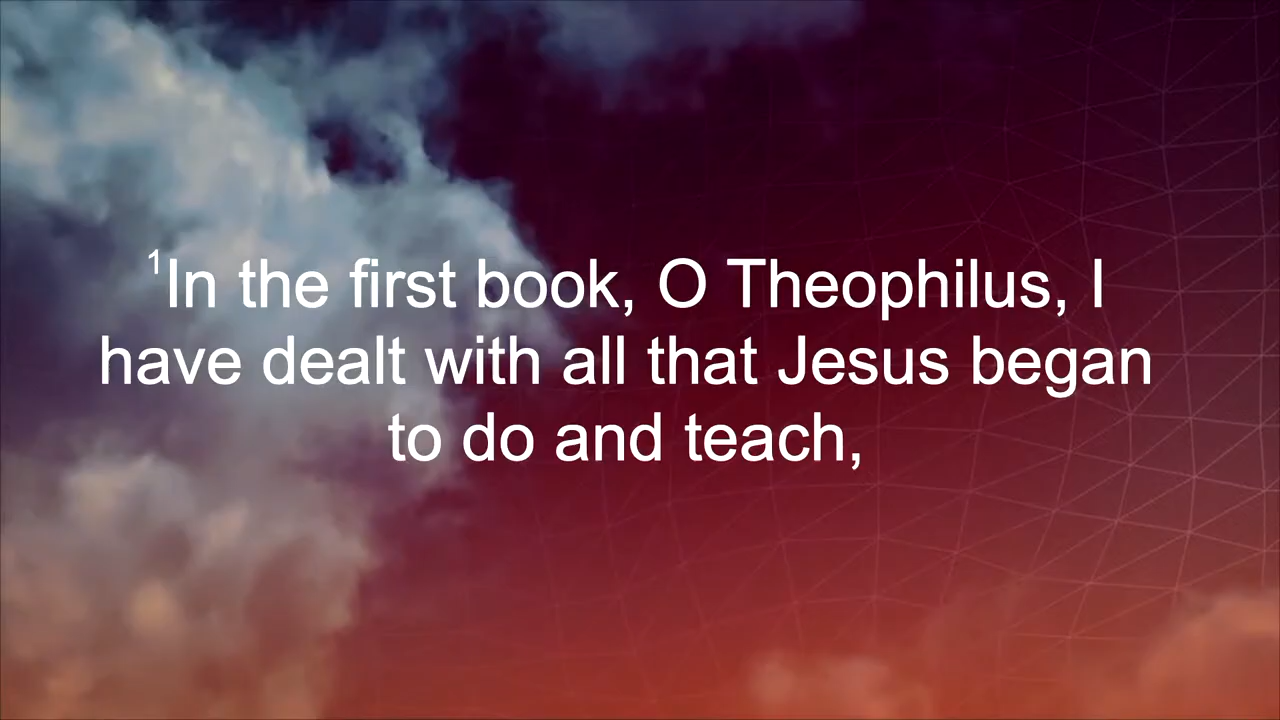 ¹In the first book, O Theophilus, I
have dealt with all that Jesus began
to do and teach,